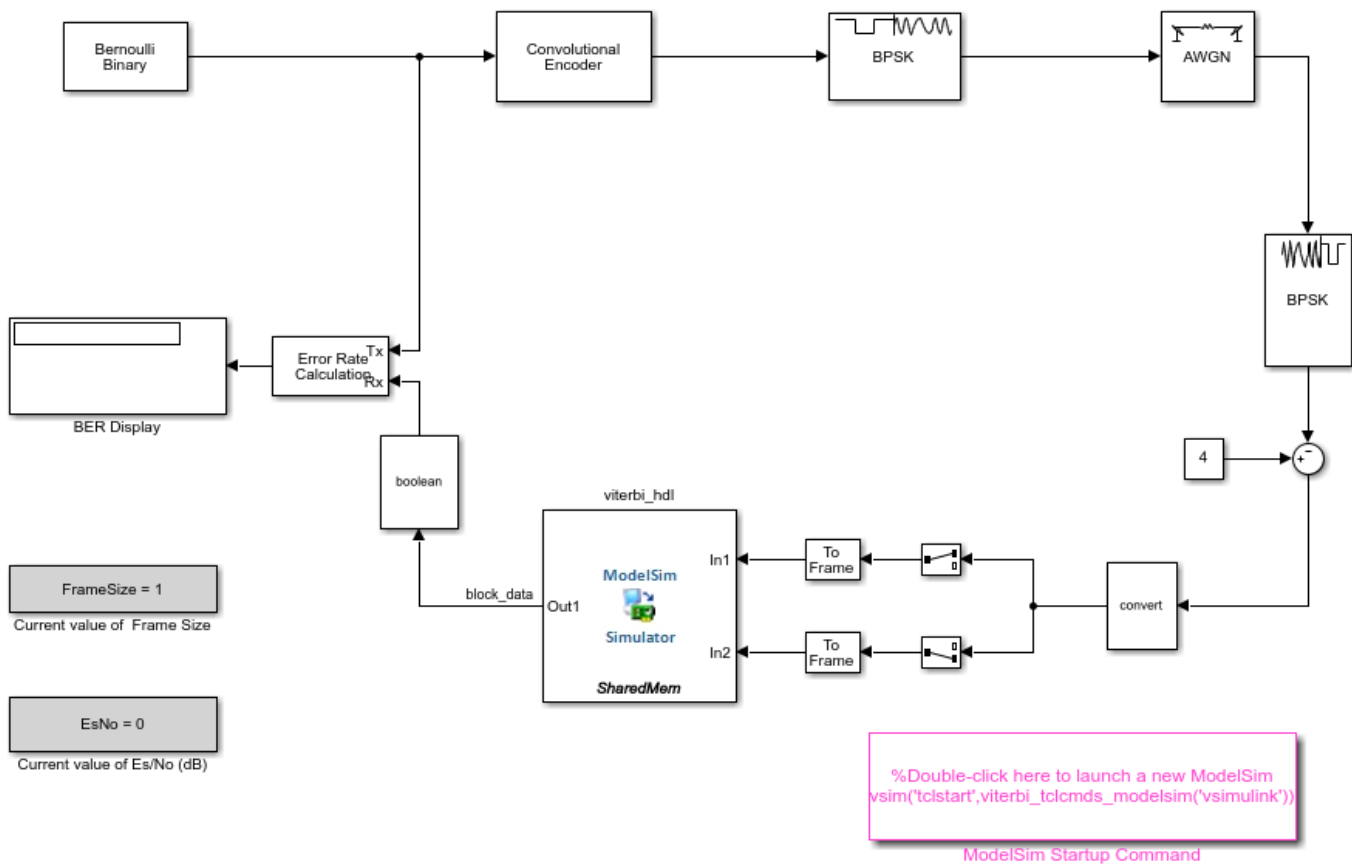 Bernoulli
Binary
Convolutional
Encoder
BPSK
AWGN
BPSK
Tx
Error Rate
Calculation
Rx
BER Display
4
boolean
viterbi_hdl
In1
To
Frame
ModelSim
block_data
Out1
convert
Simulator
In2
To
Frame
SharedMem
FrameSize = 1
Current value of Frame Size
EsNo = 0
Current value of Es/No (dB)
%Double-click here to launch a new ModelSim
vsim('tclstart',viterbi_tclcmds_modelsim('vsimulink'))
ModelSim Startup Command